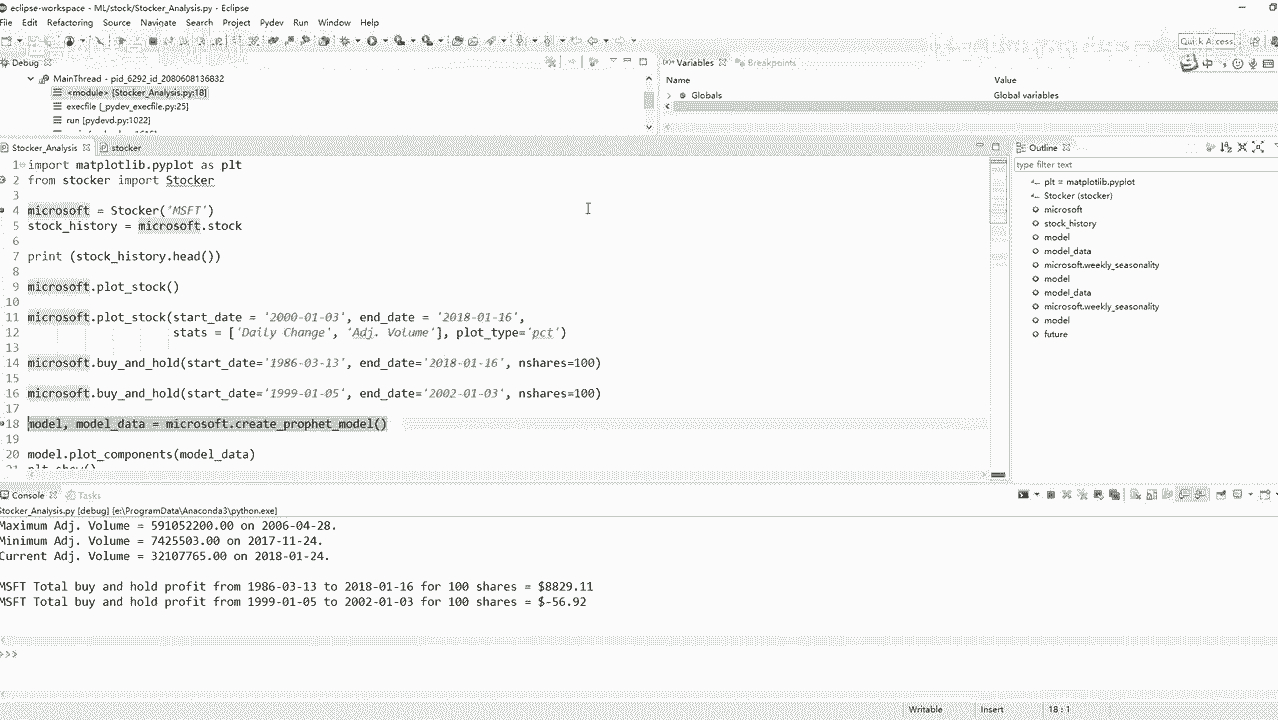 eclipse-workspace - ML/stock/Stocker_Analysis.py - Eclipse
File Edit Refactoring Source Navigate Search Project Pydev Run Window Help
Quick Access
Debug
MainThread - pid_6292_id_2080608136832
<module> [Stocker_Analysis.py:18]
execfile [_pydev_execfile.py:25]
run [pydevd.py:1022]
(x)= Variables Breakpoints
Name Value
Globals Global variables
中
Stocker_Analysis stocker
1 import matplotlib.pyplot as plt
2 from stocker import Stocker
3
4 microsoft = Stocker('MSFT')
5 stock_history = microsoft.stock
6
7 print (stock_history.head())
8
9 microsoft.plot_stock()
10
11 microsoft.plot_stock(start_date = '2000-01-03', end_date = '2018-01-16',
12 stats = ['Daily Change', 'Adj. Volume'], plot_type='pct')
13
14 microsoft.buy_and_hold(start_date='1986-03-13', end_date='2018-01-16', nshares=100)
15
16 microsoft.buy_and_hold(start_date='1999-01-05', end_date='2002-01-03', nshares=100)
17
18 model, model_data = microsoft.create_prophet_model()
19
20 model.plot_components(model_data)
21 plt.show()
Outline
type filter text
plt = matplotlib.pyplot
Stocker (stocker)
microsoft
stock_history
model
model_data
microsoft.weekly_seasonality
model
model_data
microsoft.weekly_seasonality
model
future
Console Tasks
Stocker_Analysis.py [debug] [e:\ProgramData\Anaconda3\python.exe]
Maximum Adj. Volume = 591052200.00 on 2006-04-28.
Minimum Adj. Volume = 7425503.00 on 2017-11-24.
Current Adj. Volume = 32107765.00 on 2018-01-24.
MSFT Total buy and hold profit from 1986-03-13 to 2018-01-16 for 100 shares = $8829.11
MSFT Total buy and hold profit from 1999-01-05 to 2002-01-03 for 100 shares = $-56.92
>>>
Writable Insert 18 : 1